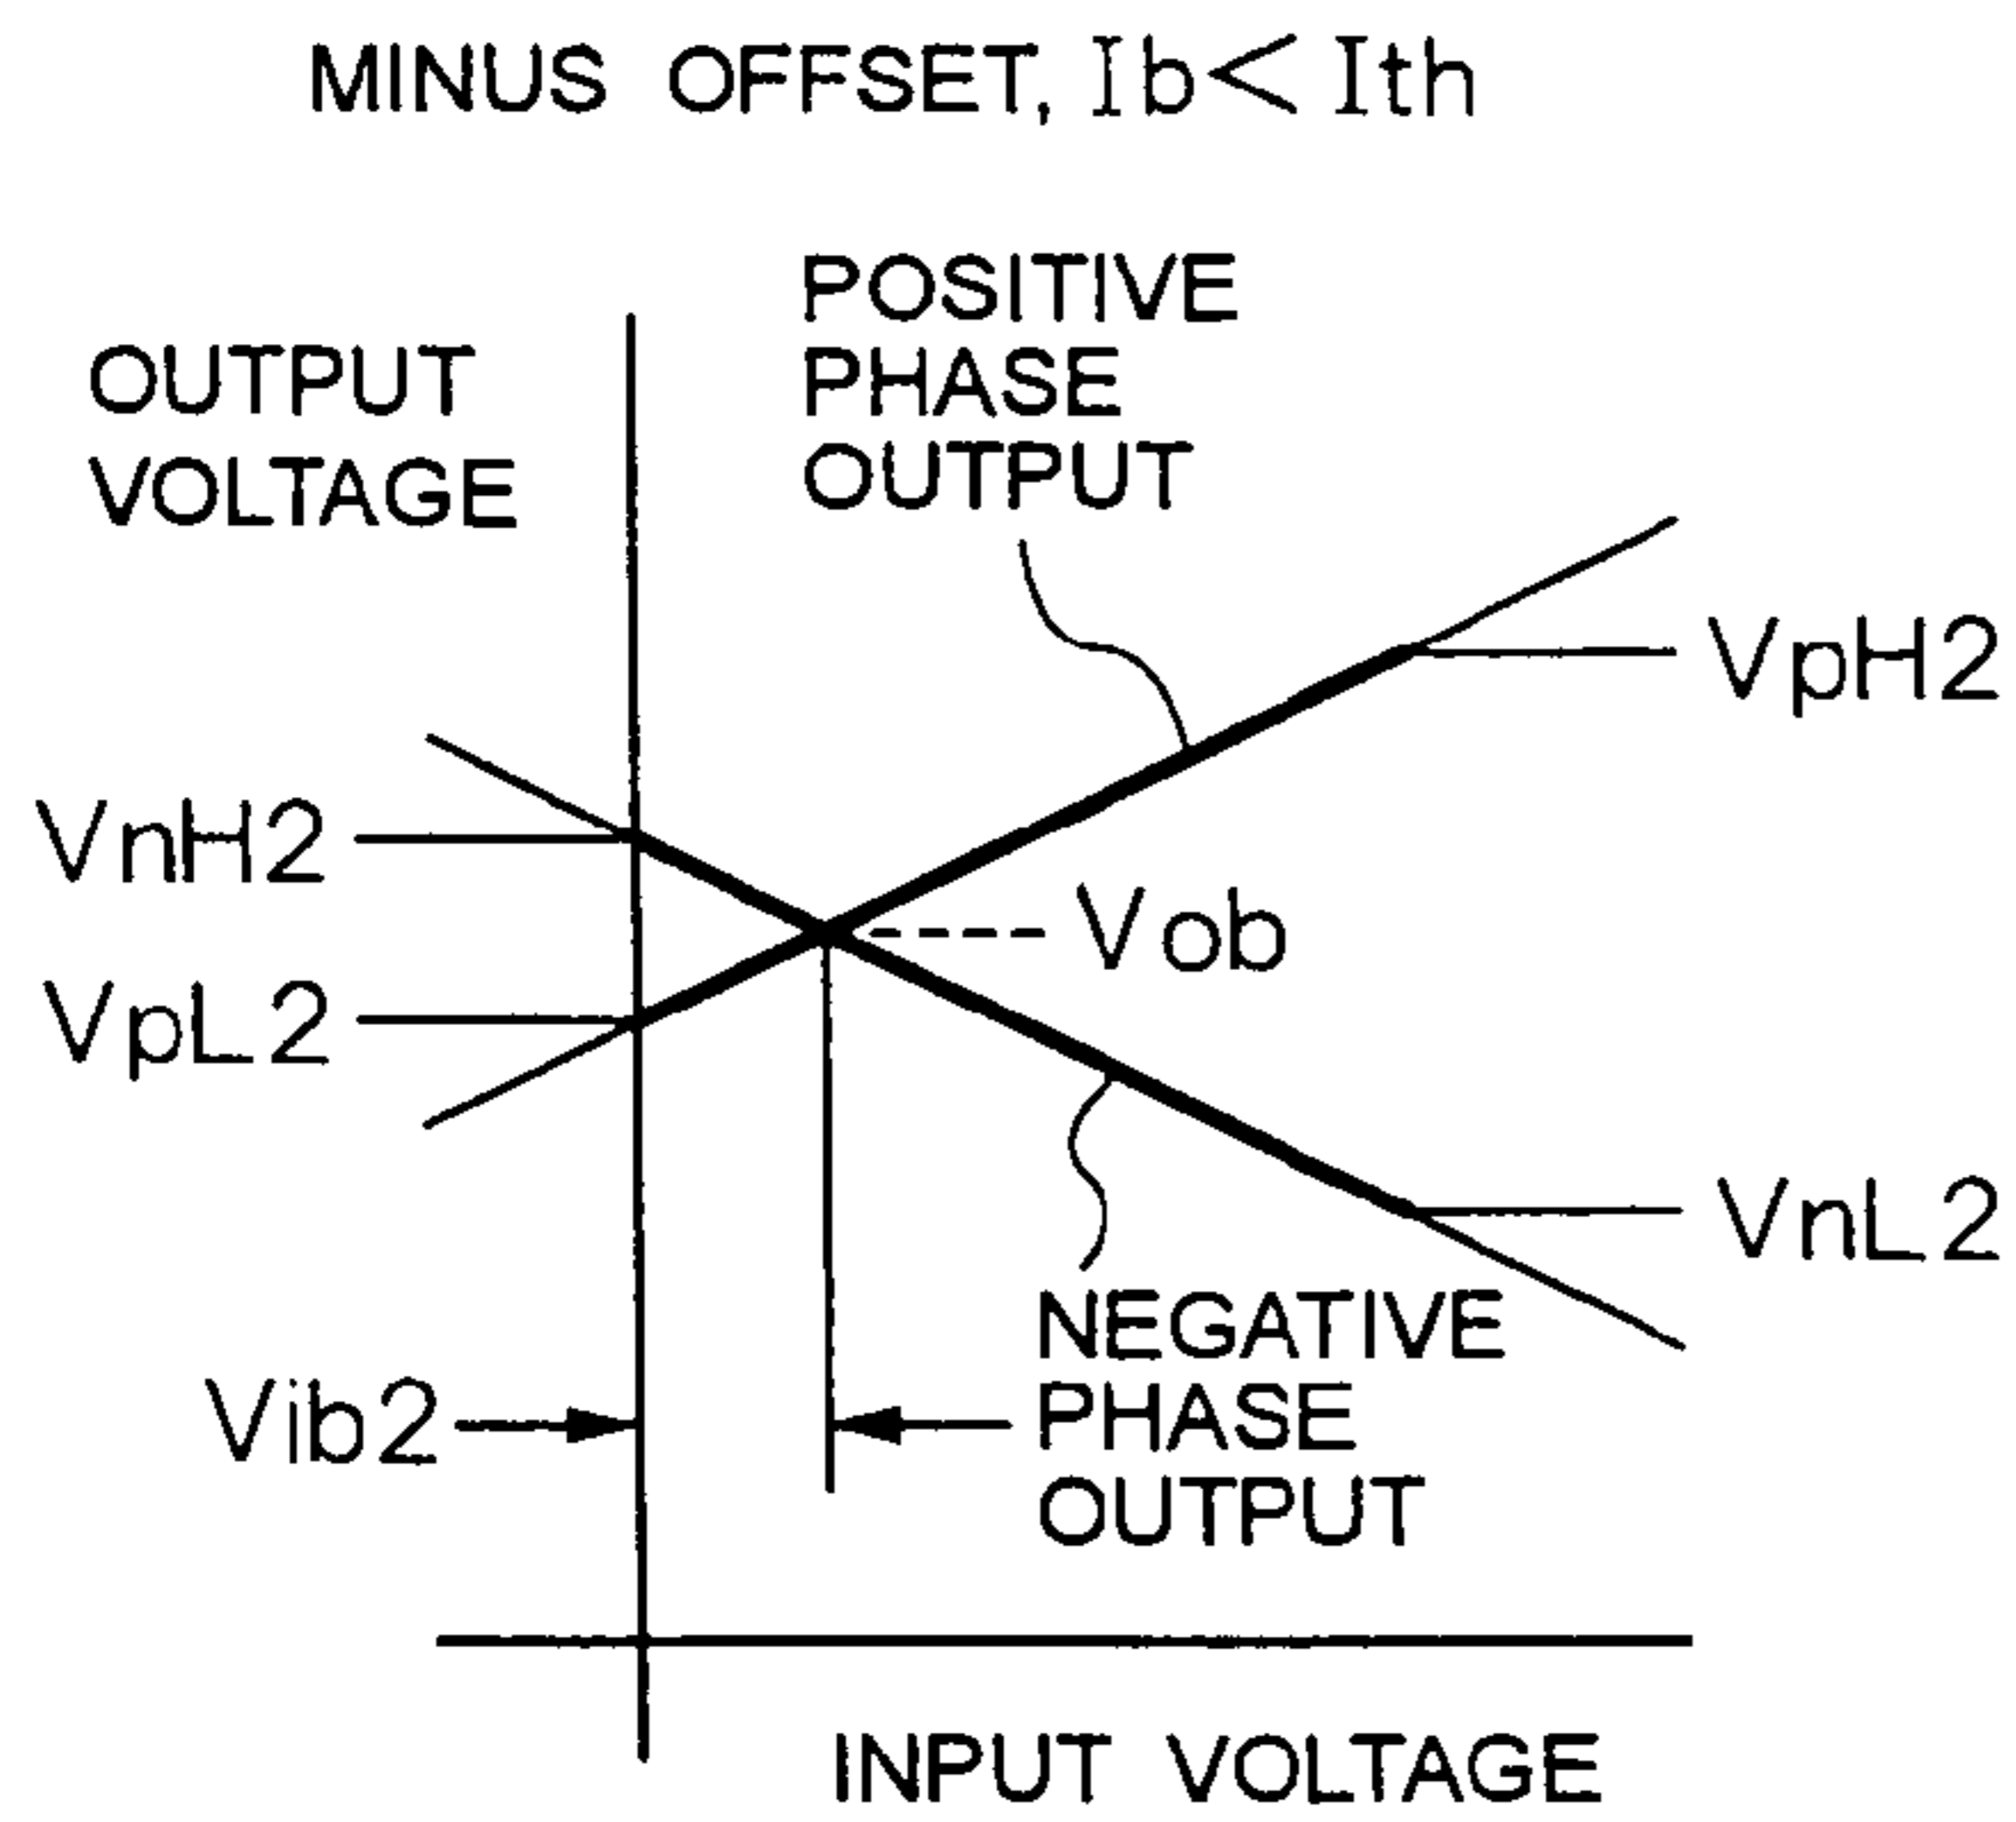 MINUS OFFSET, Ib< Ith
POSITIVE
PHASE
OUTPUT
OUTPUT
VOLTAGE
VpH2
VnH2
Vob
VpL2
VnL2
NEGATIVE
PHASE
OUTPUT
Vib2
INPUT VOLTAGE